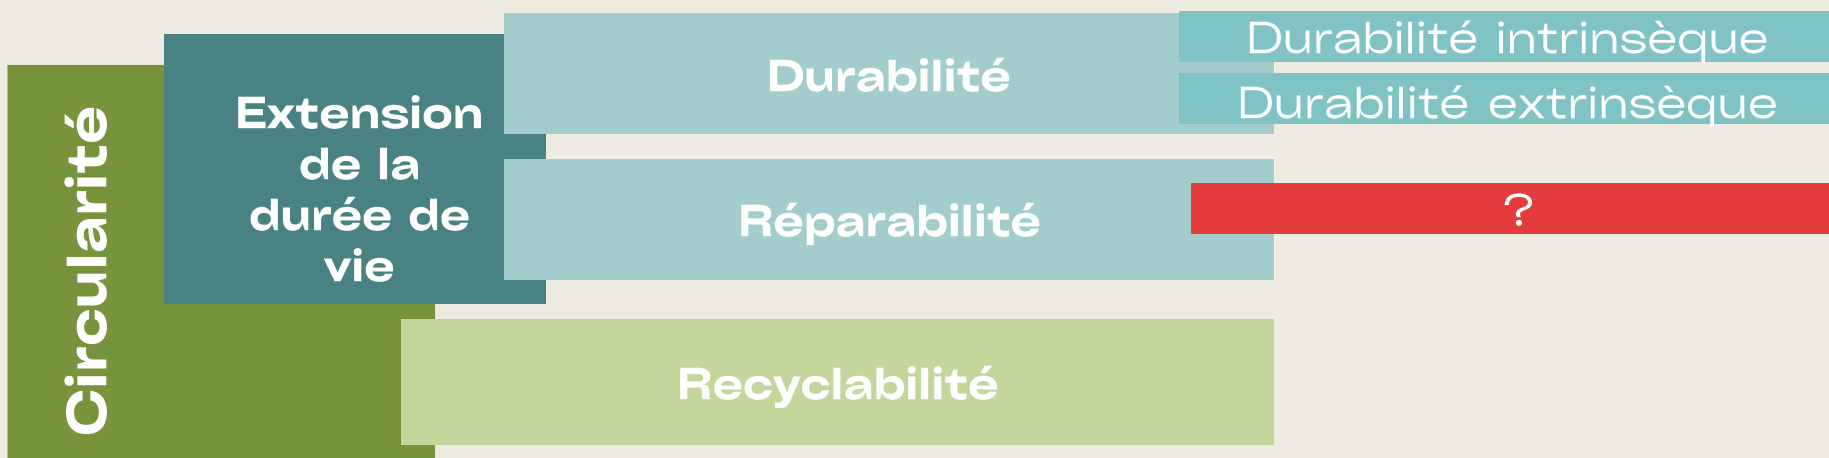 Circularité
Extension
de la
durée de
vie
Durabilité
Durabilité intrinsèque
Durabilité extrinsèque
Réparabilité
?
Recyclabilité